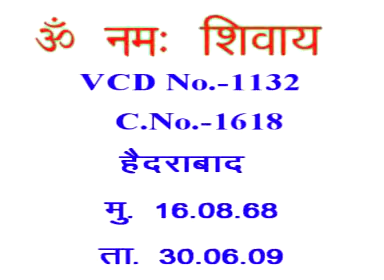 ॐ नमः शिवाय
VCD No.-1132
C.No.-1618
हैदराबाद
मु. 16.08.68
ता. 30.06.09